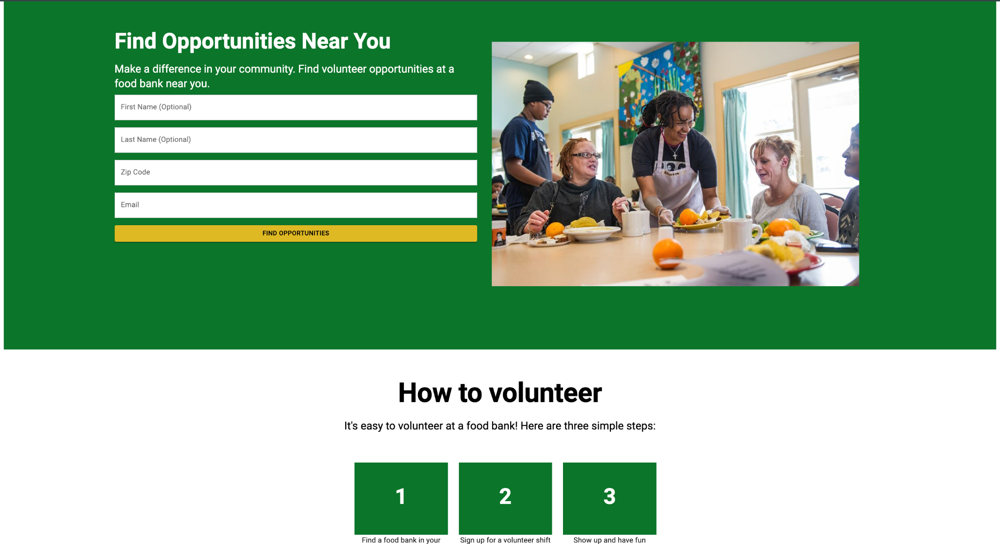 Find Opportunities Near You
Make a difference in your community. Find volunteer opportunities at a
food bank near you.
First Name (Optional)
Last Name (Optional)
Zip Code
Email
FIND OPPORTUNITIES
How to volunteer
It's easy to volunteer at a food bank! Here are three simple steps:
1
2
3
Find a food bank in your
Sign up for a volunteer shift
Show up and have fun